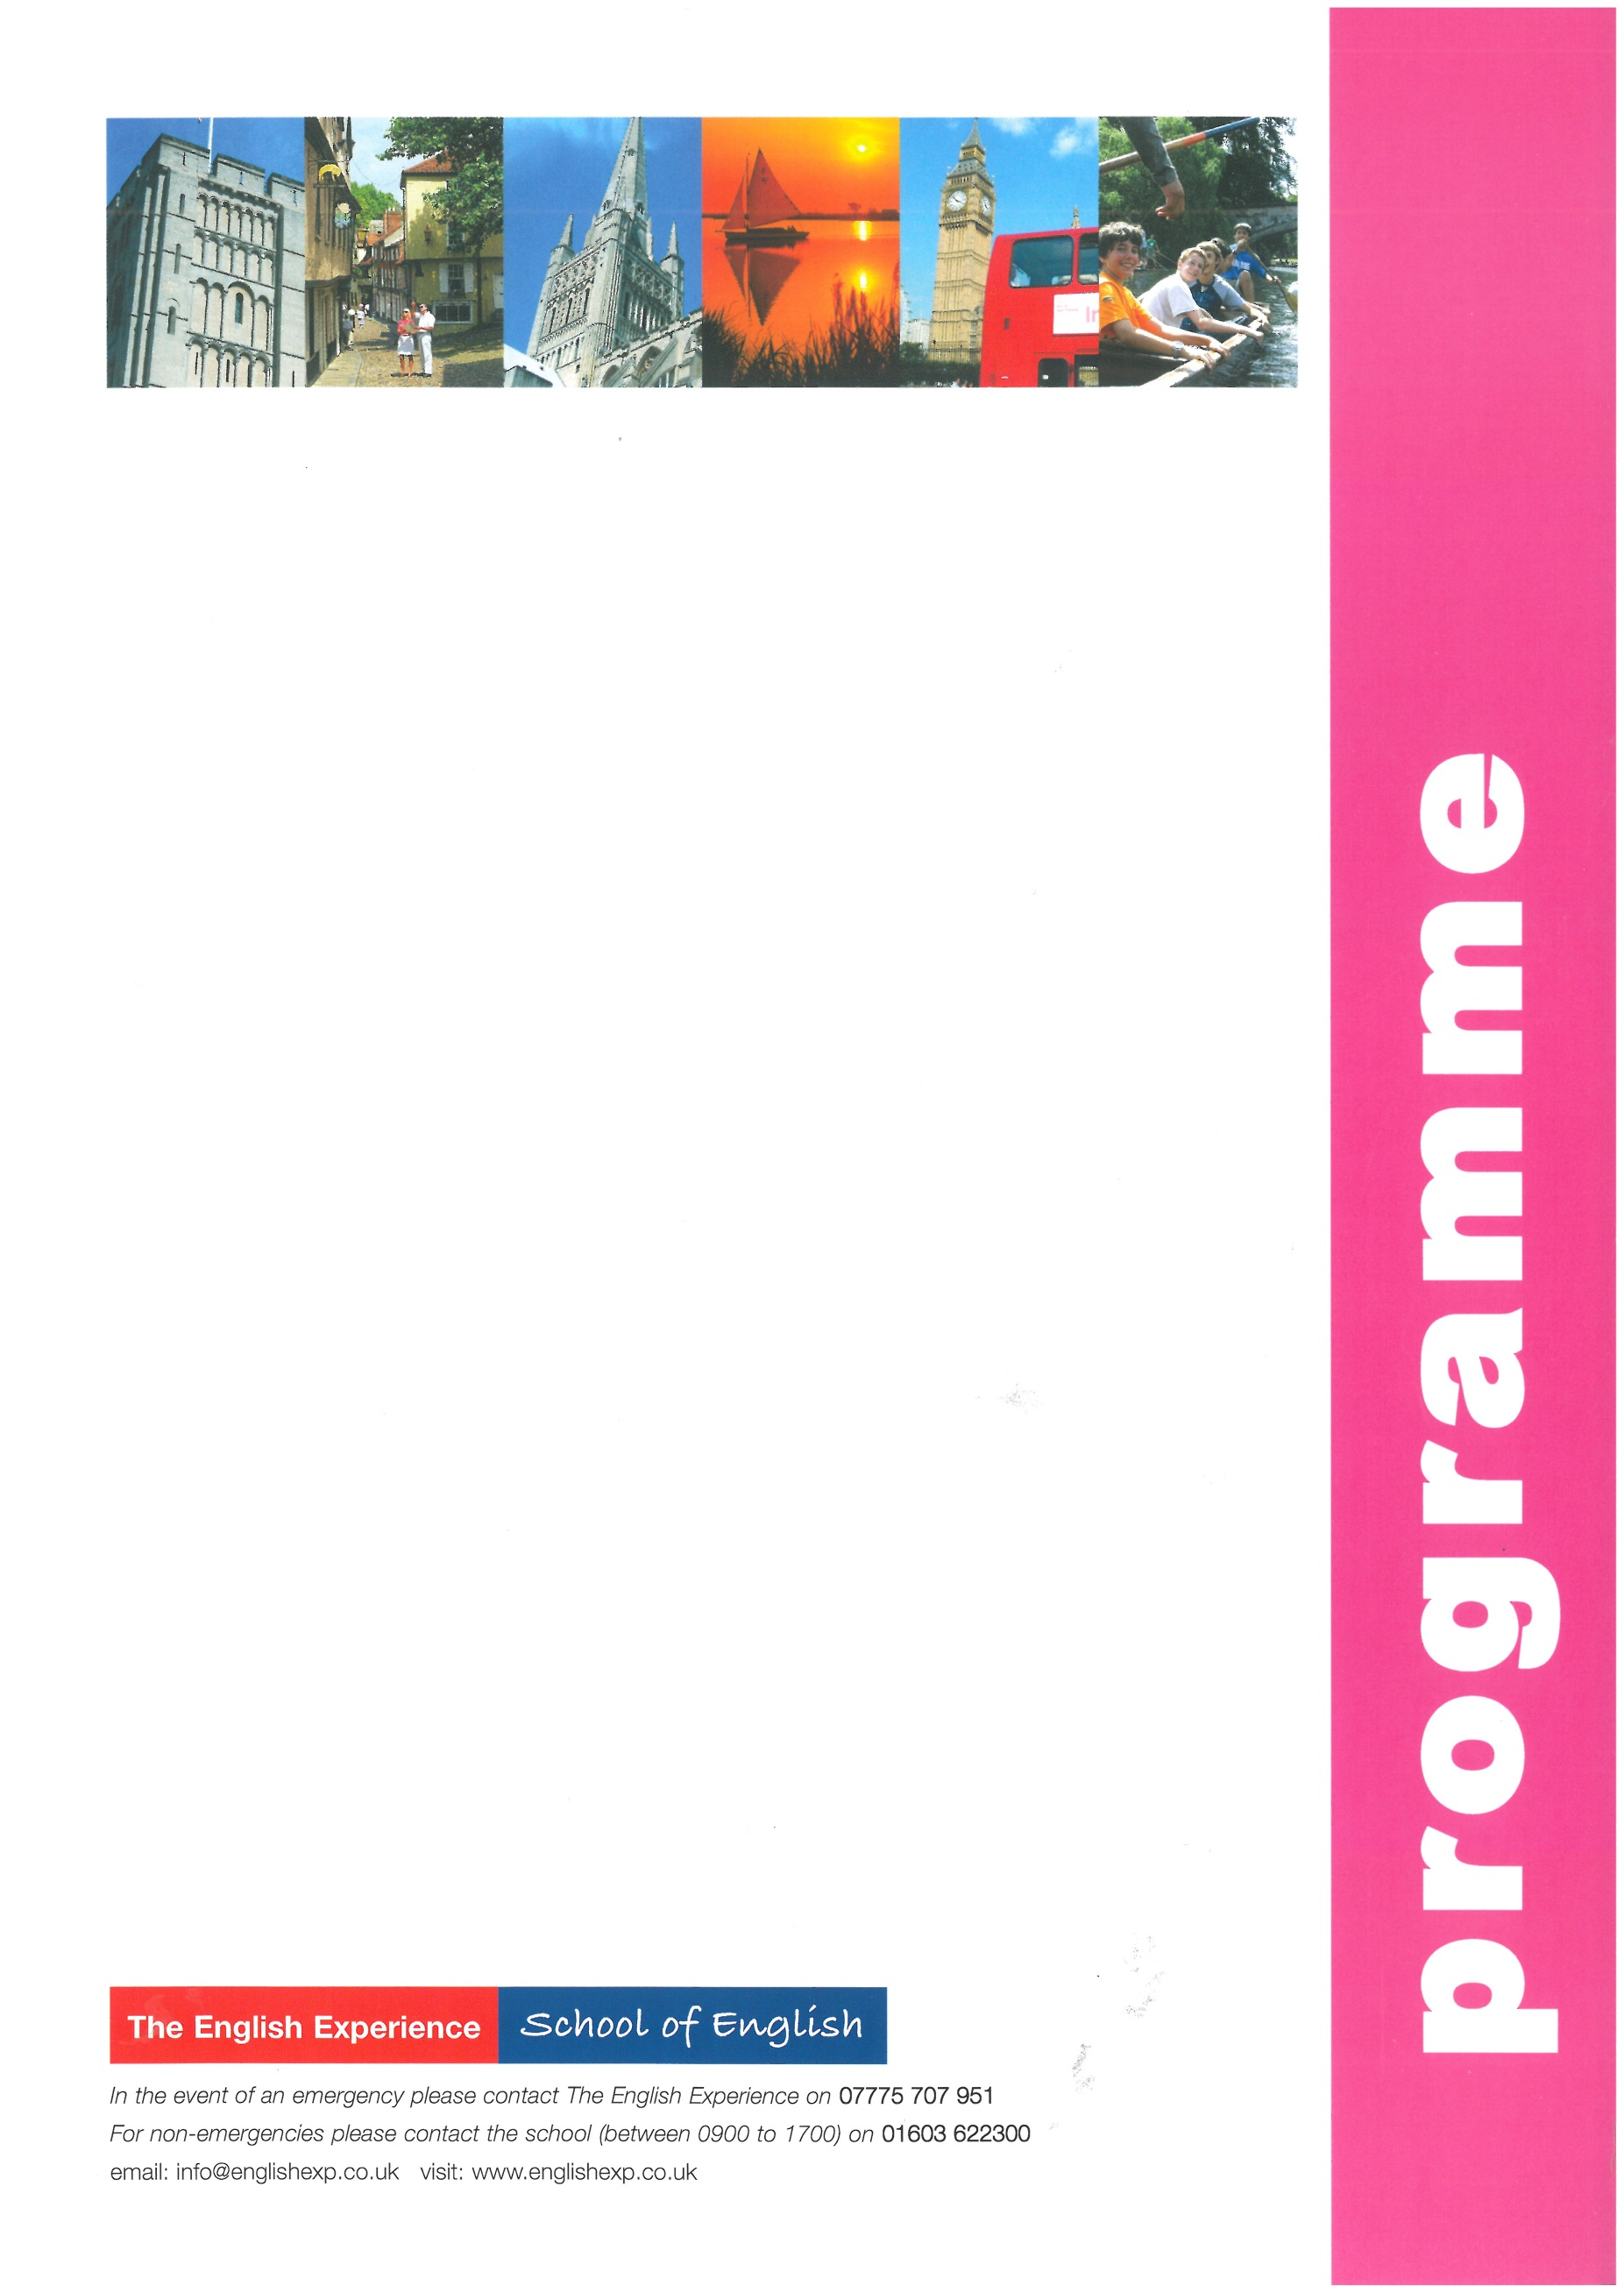 programme
The English Experience School of English
In the event of an emergency please contact The English Experience on 07775 707 951
For non-emergencies please contact the school (between 0900 to 1700) on 01603 622300
email: info@englishexp.co.uk visit: www.englishexp.co.uk